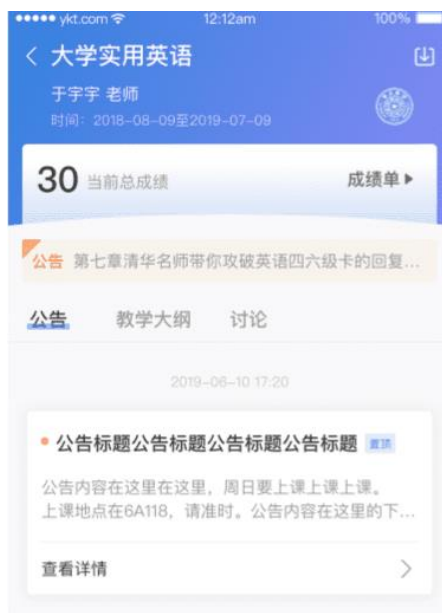 ykt.com 12:12am 100%
大学实用英语
于字字 老师
时间：2018-08-09至2019-07-09
30 当前总成绩 成绩单
公告 第七章清华名师带你攻破英语四六级卡的回复...
公告 教学大纲 讨论
2019-06-10 17:20
公告标题公告标题公告标题公告标题 置顶
公告内容在这里在这里，周日要上课上课上课。
上课地点在6A118，请准时。公告内容在这里的下...
查看详情